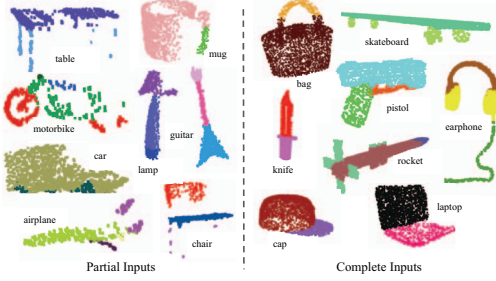 table
mug
motorbike
guitar
lamp
car
airplane
chair
Partial Inputs
skateboard
bag
pistol
earphone
knife
rocket
laptop
cap
Complete Inputs